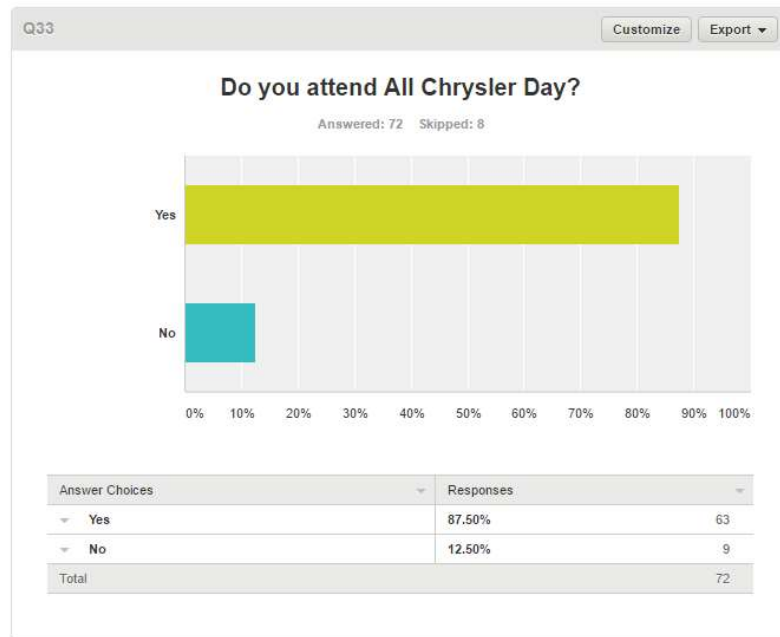 Q33 Customize Export
Do you attend All Chrysler Day?
Answered: 72 Skipped: 8
Yes
No
0% 10% 20% 30% 40% 50% 60% 70% 80% 90% 100%
Answer Choices Responses
Yes 87.50% 63
No 12.50% 9
Total 72